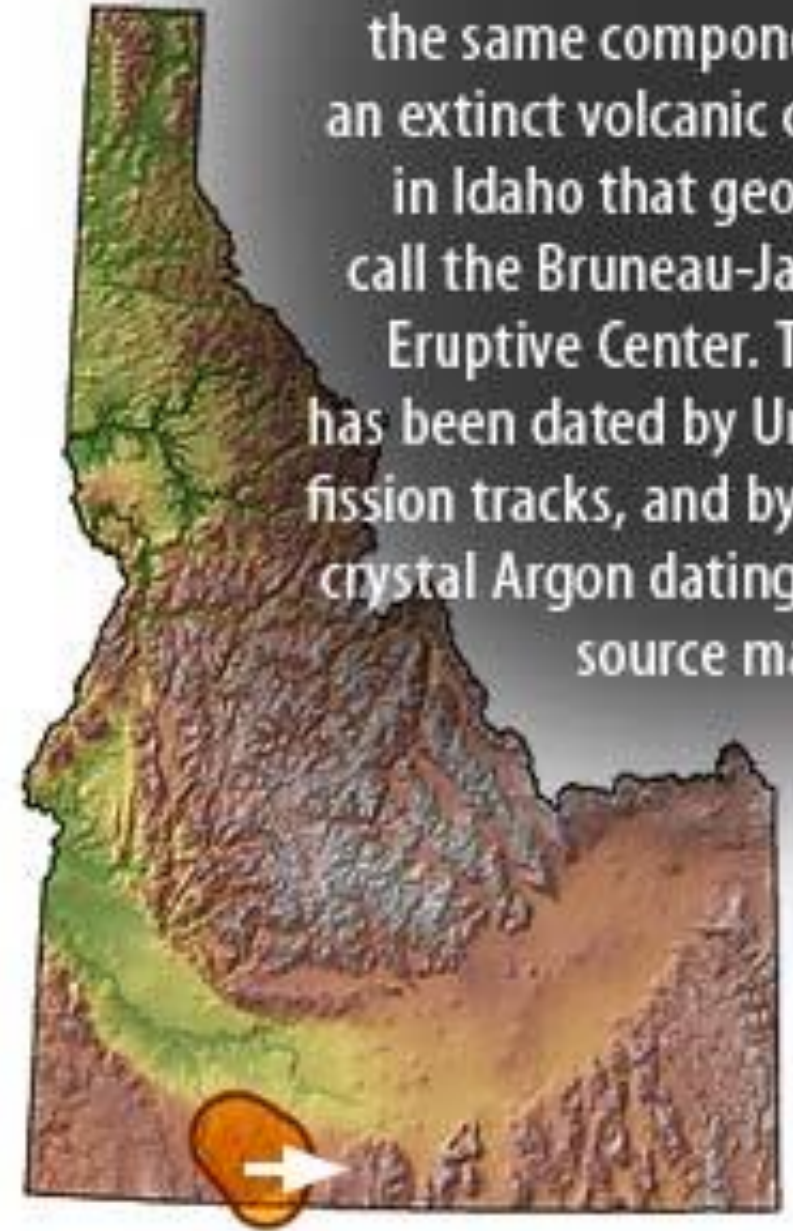 the same compone
an extinct volcanic c
in Idaho that geo
call the Bruneau-Ja
Eruptive Center. T
has been dated by Ur
fission tracks, and by
crystal Argon dating
source ma